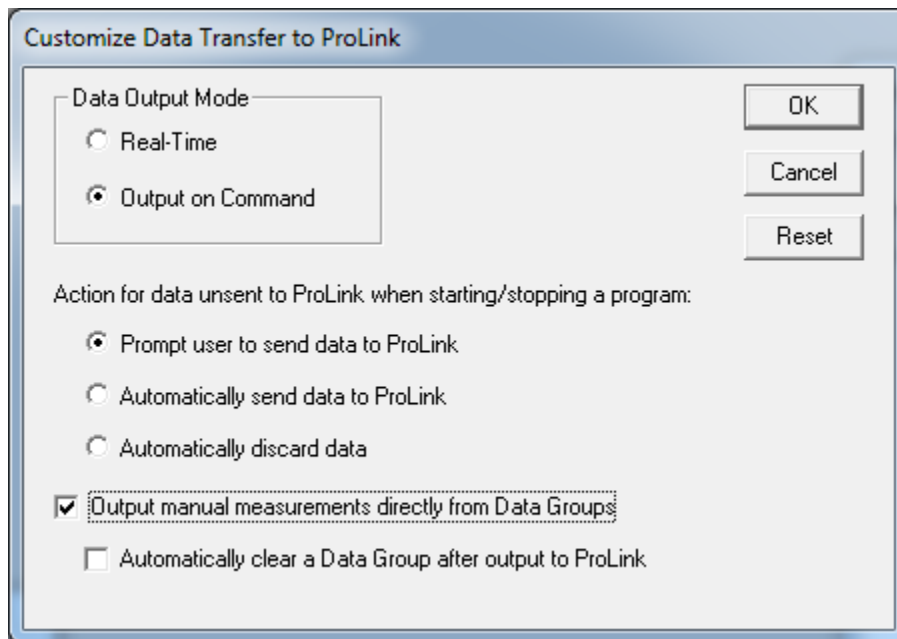 Customize Data Transfer to ProLink
Data Output Mode
Real-Time
Output on Command
OK
Cancel
Reset
Action for data unsent to ProLink when starting/stopping a program:
Prompt user to send data to ProLink
Automatically send data to ProLink
Automatically discard data
Output manual measurements directly from Data Groups
Automatically clear a Data Group after output to ProLink